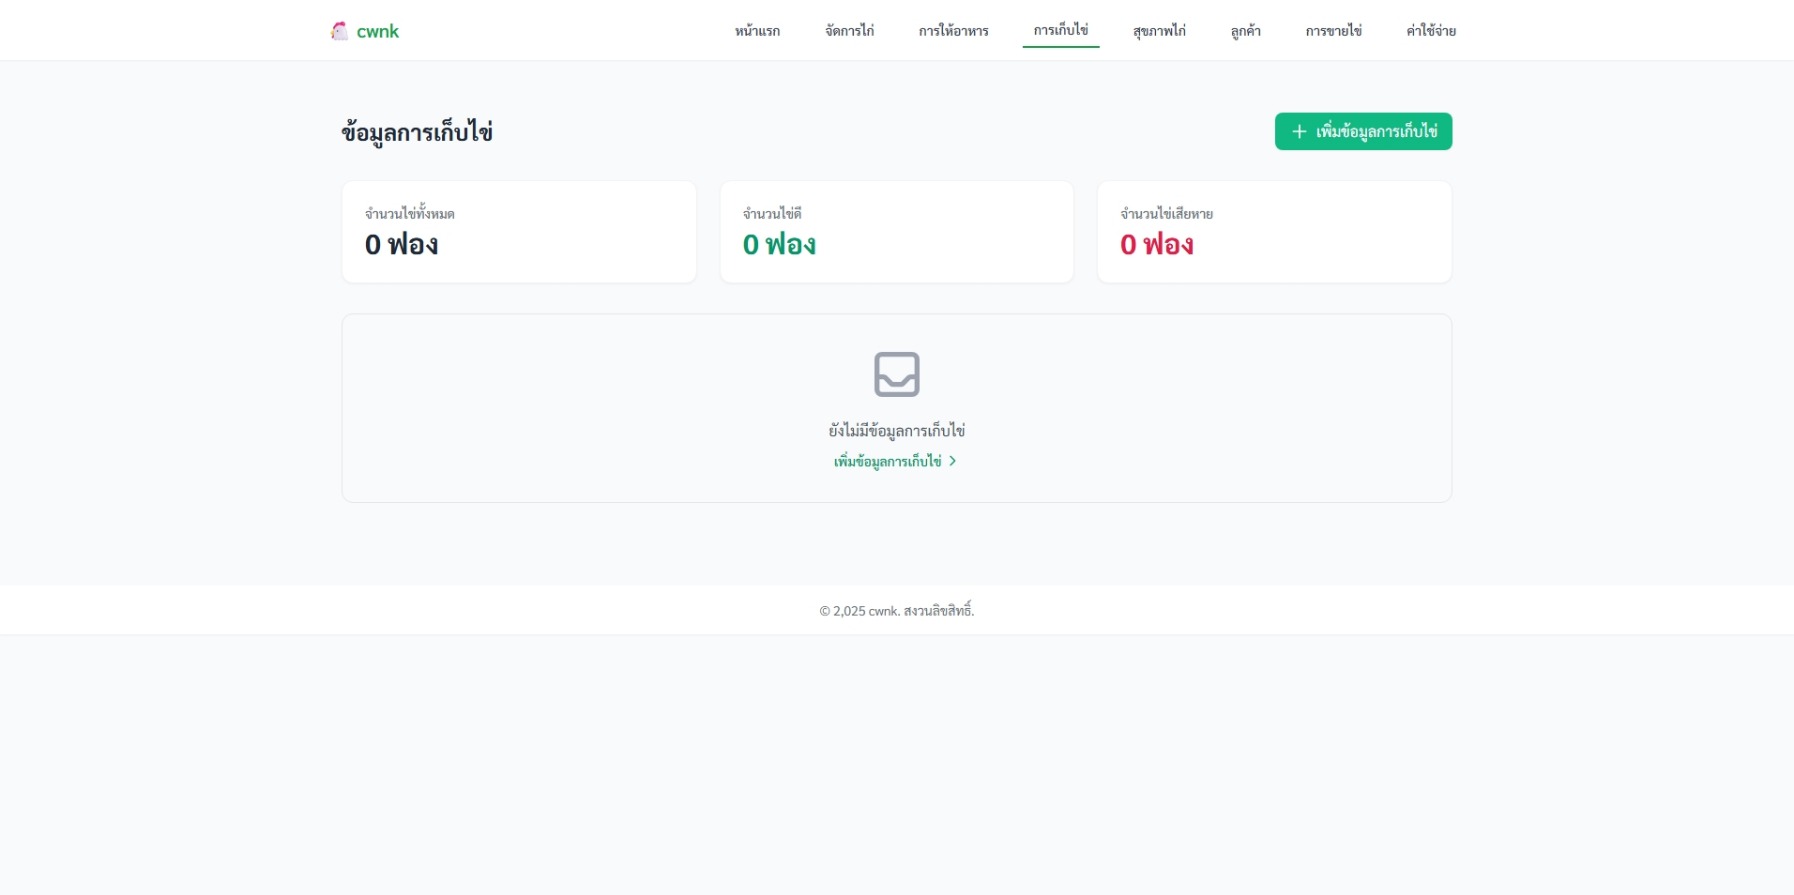 cwnk
หน้าแรก
จัดการไก่
การให้อาหาร
การเก็บไข่
สุขภาพไก่
ลูกค้า
การขายไข่
ค่าใช้จ่าย
ข้อมูลการเก็บไข่
เพิ่มข้อมูลการเก็บไข่
จำนวนไข่ทั้งหมด
0 ฟอง
จำนวนไข่ดี
0 ฟอง
จำนวนไข่เสียหาย
0 ฟอง
ยังไม่มีข้อมูลการเก็บไข่
เพิ่มข้อมูลการเก็บไข่
© 2,025 cwnk. สงวนลิขสิทธิ์.